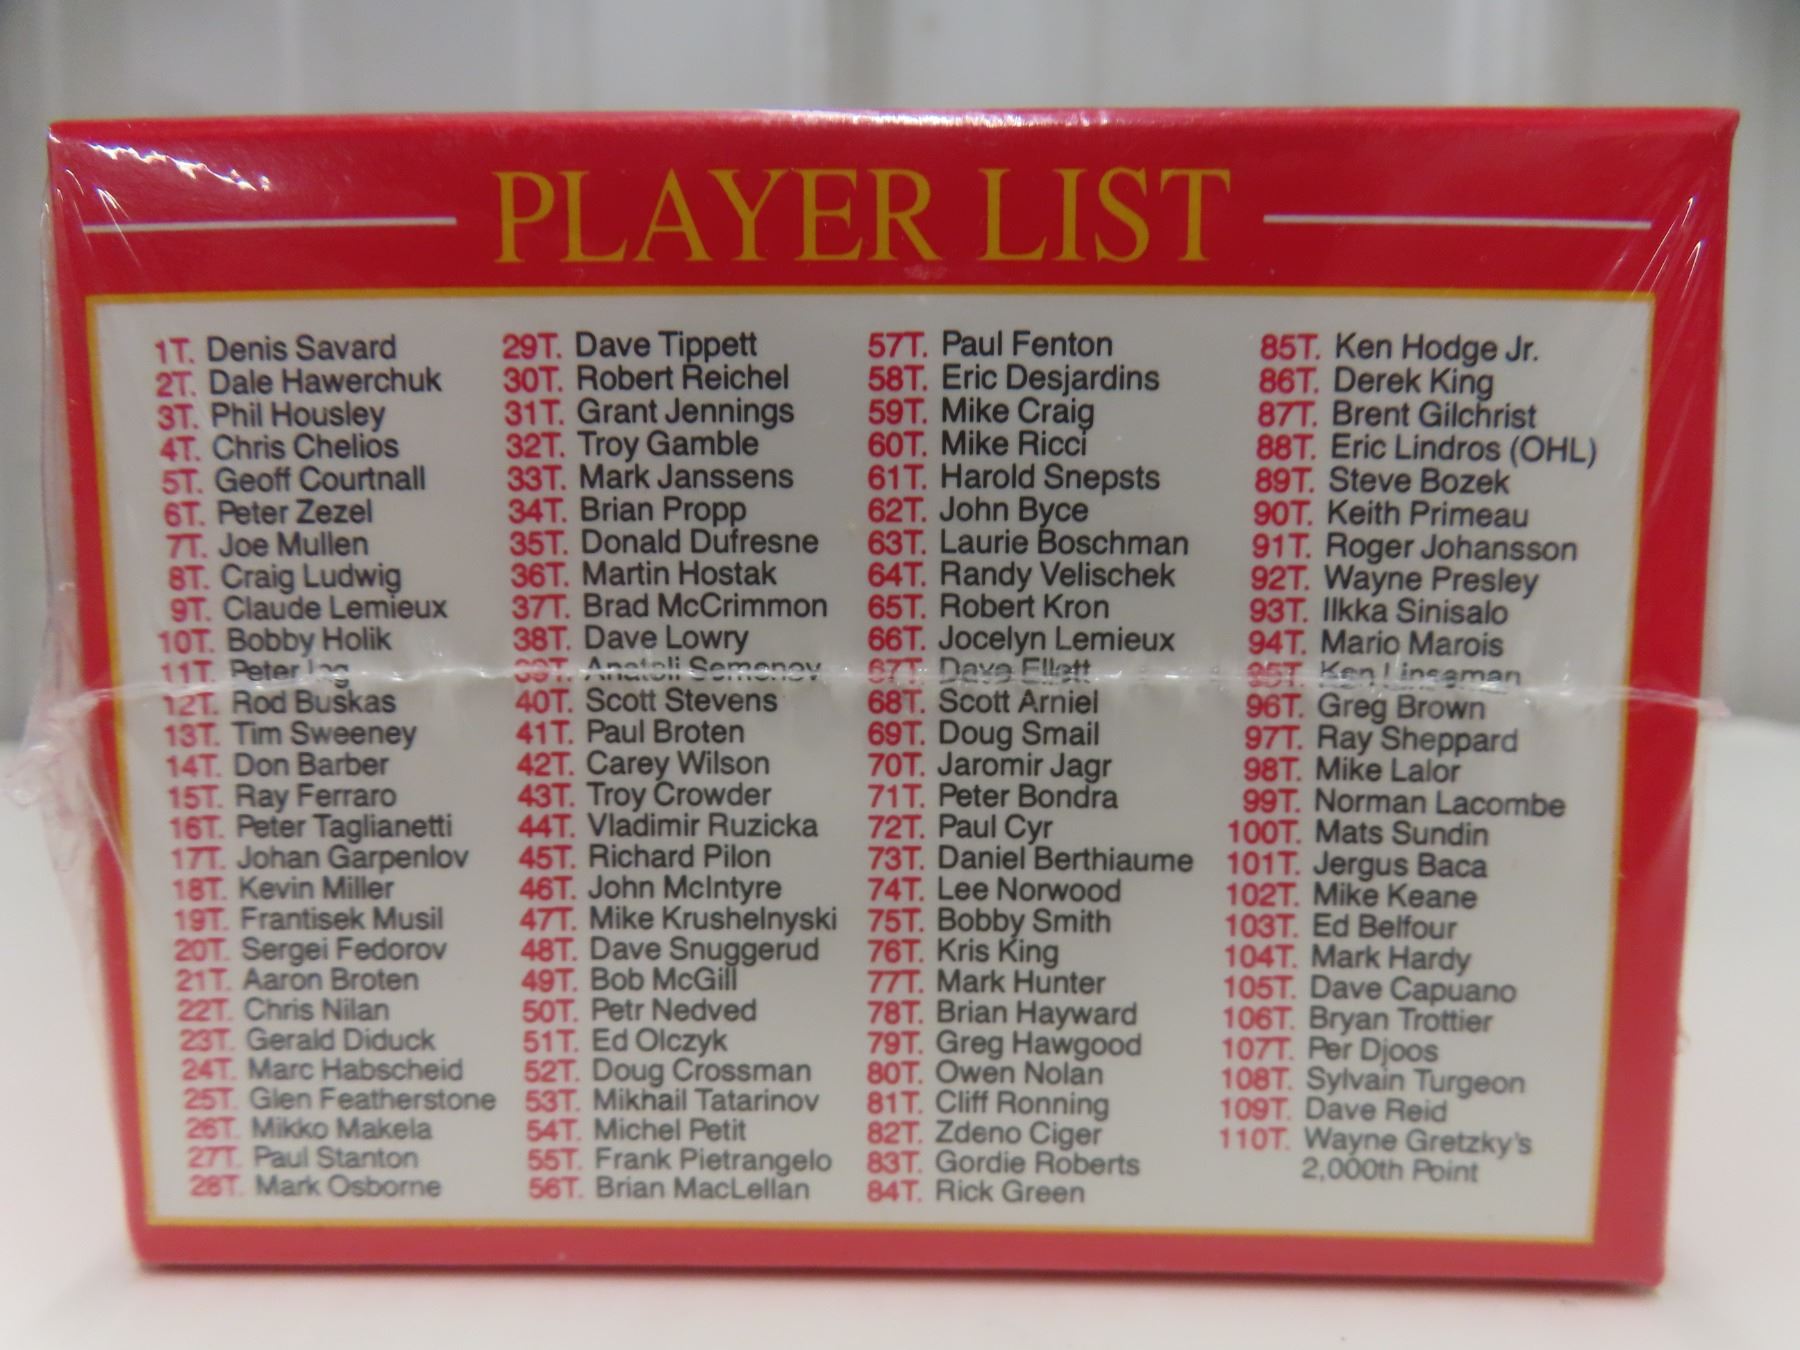 PLAYER LIST
1T. Denis Savard
2T. Dale Hawerchuk
3T. Phil Housley
4T. Chris Chelios
5T. Geoff Courtnall
6T. Peter Zezel
7T. Joe Mullen
8T. Craig Ludwig
9T. Claude Lemieux
10T. Bobby Holik
11T. Peter Ing
12T. Rod Buskas
13T. Tim Sweeney
14T. Don Barber
15T. Ray Ferraro
16T. Peter Taglianetti
17T. Johan Garpenlov
18T. Kevin Miller
19T. Frantisek Musil
20T. Sergei Fedorov
21T. Aaron Broten
22T. Chris Nilan
23T. Gerald Diduck
24T. Marc Habscheid
25T. Glen Featherstone
26T. Mikko Makela
27T. Paul Stanton
28T. Mark Osborne
29T. Dave Tippett
30T. Robert Reichel
31T. Grant Jennings
32T. Troy Gamble
33T. Mark Janssens
34T. Brian Propp
35T. Donald Dufresne
36T. Martin Hostak
37T. Brad McCrimmon
38T. Dave Lowry
39T. Anatoli Semenov
40T. Scott Stevens
41T. Paul Broten
42T. Carey Wilson
43T. Troy Crowder
44T. Vladimir Ruzicka
45T. Richard Pilon
46T. John McIntyre
47T. Mike Krushelnyski
48T. Dave Snuggerud
49T. Bob McGill
50T. Petr Nedved
51T. Ed Olczyk
52T. Doug Crossman
53T. Mikhail Tatarinov
54T. Michel Petit
55T. Frank Pietrangelo
56T. Brian MacLellan
57T. Paul Fenton
58T. Eric Desjardins
59T. Mike Craig
60T. Mike Ricci
61T. Harold Snepsts
62T. John Byce
63T. Laurie Boschman
64T. Randy Velischek
65T. Robert Kron
66T. Jocelyn Lemieux
67T. Dave Ellett
68T. Scott Arniel
69T. Doug Smail
70T. Jaromir Jagr
71T. Peter Bondra
72T. Paul Cyr
73T. Daniel Berthiaume
74T. Lee Norwood
75T. Bobby Smith
76T. Kris King
77T. Mark Hunter
78T. Brian Hayward
79T. Greg Hawgood
80T. Owen Nolan
81T. Cliff Ronning
82T. Zdeno Ciger
83T. Gordie Roberts
84T. Rick Green
85T. Ken Hodge Jr.
86T. Derek King
87T. Brent Gilchrist
88T. Eric Lindros (OHL)
89T. Steve Bozek
90T. Keith Primeau
91T. Roger Johansson
92T. Wayne Presley
93T. Ilkka Sinisalo
94T. Mario Marois
95T. Ken Linseman
96T. Greg Brown
97T. Ray Sheppard
98T. Mike Lalor
99T. Norman Lacombe
100T. Mats Sundin
101T. Jergus Baca
102T. Mike Keane
103T. Ed Belfour
104T. Mark Hardy
105T. Dave Capuano
106T. Bryan Trottier
107T. Per Djoos
108T. Sylvain Turgeon
109T. Dave Reid
110T. Wayne Gretzky's
2,000th Point